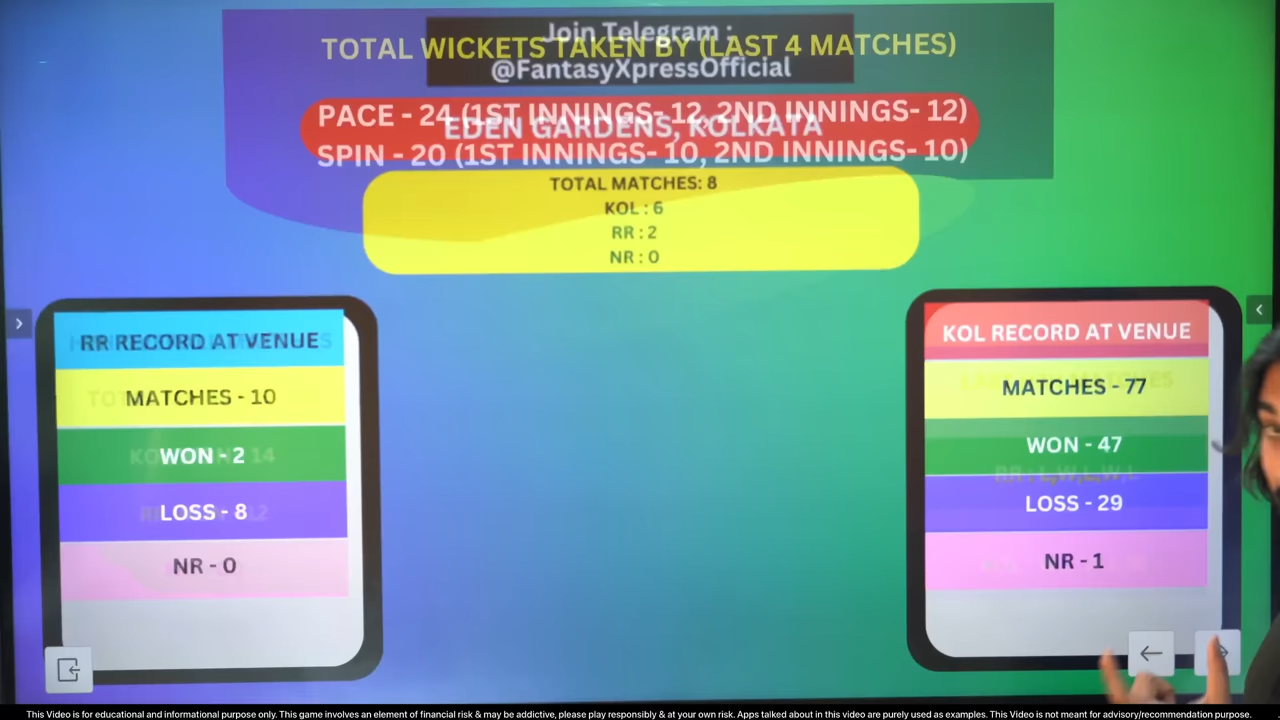 Join Telegram :
TOTAL WICKETS TAKEN BY (LAST 4 MATCHES)
@FantasyXpressOfficial
PACE - 24 (1ST INNINGS- 12, 2ND INNINGS- 12)
EDEN GARDENS, KOLKATA
SPIN - 20 (1ST INNINGS- 10, 2ND INNINGS- 10)
TOTAL MATCHES: 8
KOL : 6
RR : 2
NR : 0
RR RECORD AT VENUE
MATCHES - 10
WON - 2
LOSS - 8
NR - 0
KOL RECORD AT VENUE
MATCHES - 77
WON - 47
RR : L,W,L,W,L
LOSS - 29
NR - 1
This Video is for educational and informational purpose only. This game involves an element of financial risk & may be addictive, please play responsibly & at your own risk. Apps talked about in this video are purely used as examples. This Video is not meant for advisory/recommendation purpose.